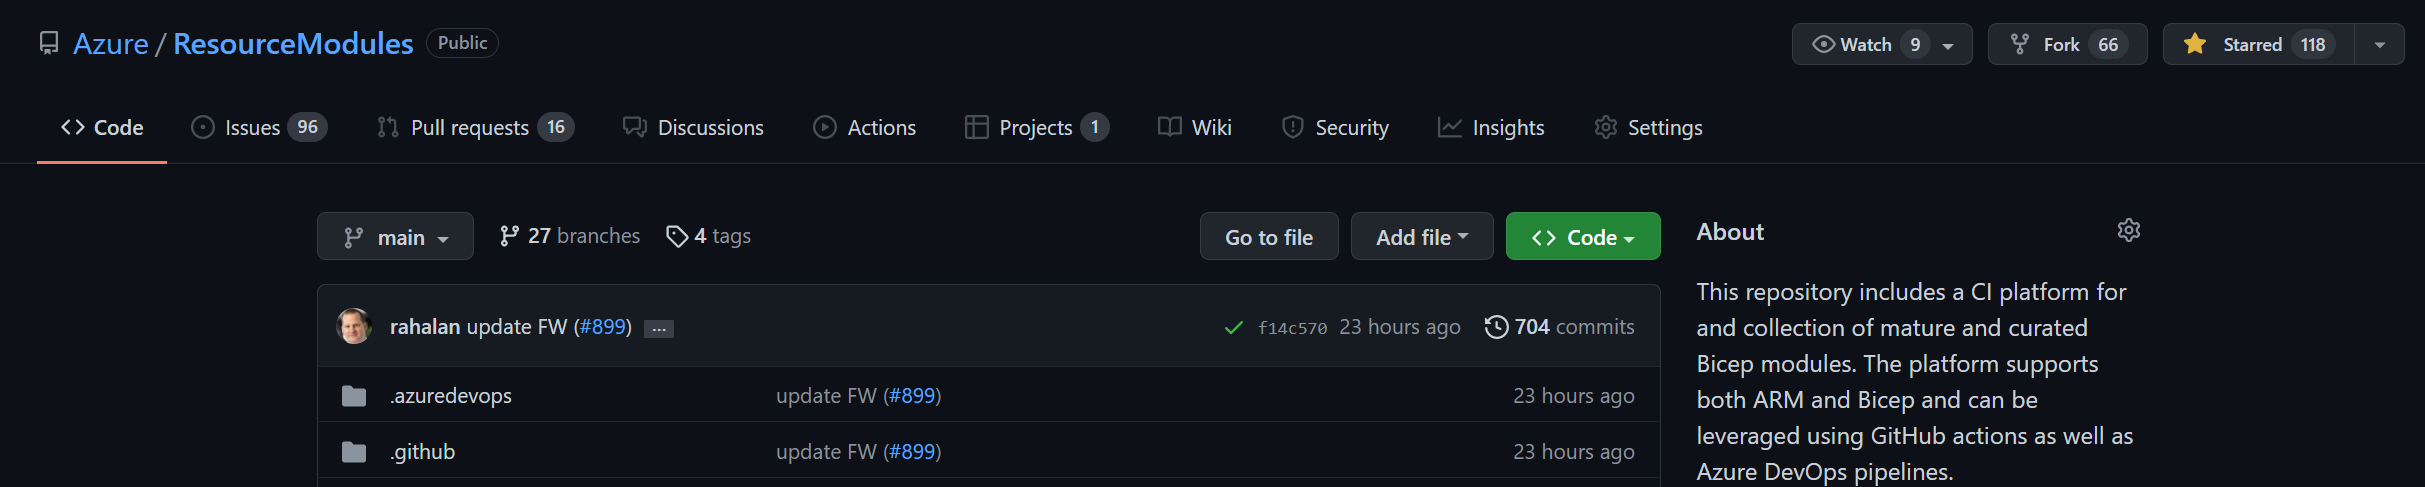 Azure / ResourceModules Public Watch 9 Fork 66 Starred 118
Code Issues 96 Pull requests 16 Discussions Actions Projects 1 Wiki Security Insights Settings
main 27 branches 4 tags Go to file Add file Code
rahalan update FW (#899) ... f14c570 23 hours ago 704 commits
.azuredevops update FW (#899) 23 hours ago
.github update FW (#899) 23 hours ago
About
This repository includes a CI platform for
and collection of mature and curated
Bicep modules. The platform supports
both ARM and Bicep and can be
leveraged using GitHub actions as well as
Azure DevOps pipelines.